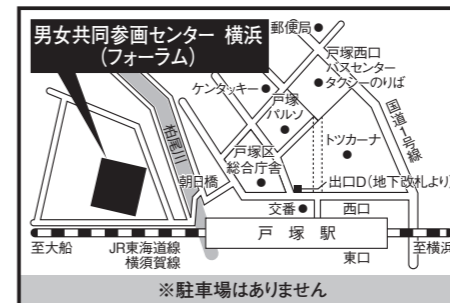 男女共同参画センター 横浜
(フォーラム)
郵便局
戸塚西口
バスセンター
タクシーのりば
ケンタッキー
戸塚
パルソ
国道1号線
柏尾川
トツカーナ
戸塚区
総合庁舎
朝日橋
出口D(地下改札より)
交番
西口
戸塚駅
至大船
JR東海道線
横須賀線
東口
至横浜
※駐車場はありません